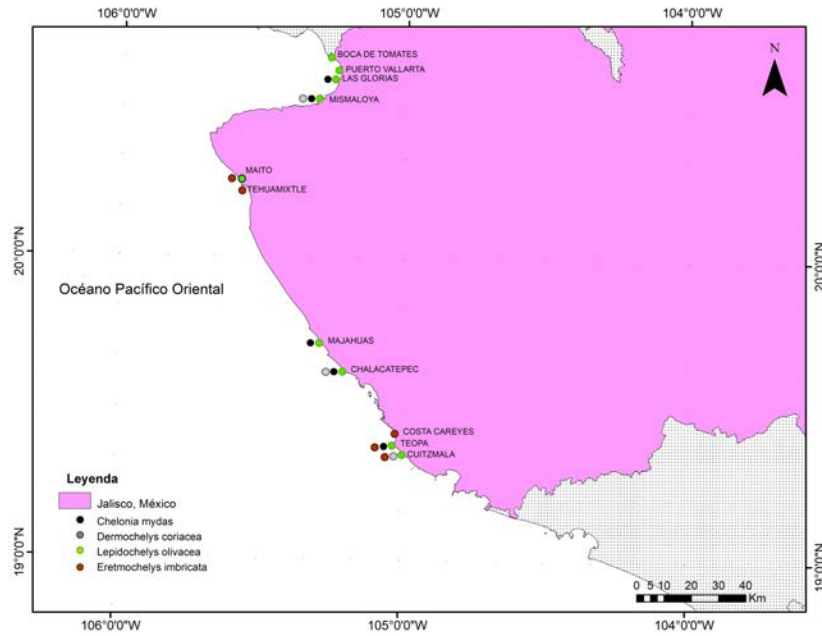 106°0'0"W
105°0'0"W
104°0'0"W
N
BOCA DE TOMATES
PUERTO VALLARTA
LAS GLORIAS
MISMALOYA
MAITO
TEHUAMIXTLE
20°0'0"N
20°0'0"N
Océano Pacífico Oriental
MAJAHUAS
CHALACATEPEC
COSTA CAREYES
TEOPA
CUITZMALA
Leyenda
Jalisco, México
Chelonia mydas
Dermochelys coriacea
Lepidochelys olivacea
Eretmochelys imbricata
19°0'0"N
19°0'0"N
0 5 10 20 30 40
Km
106°0'0"W
105°0'0"W
104°0'0"W